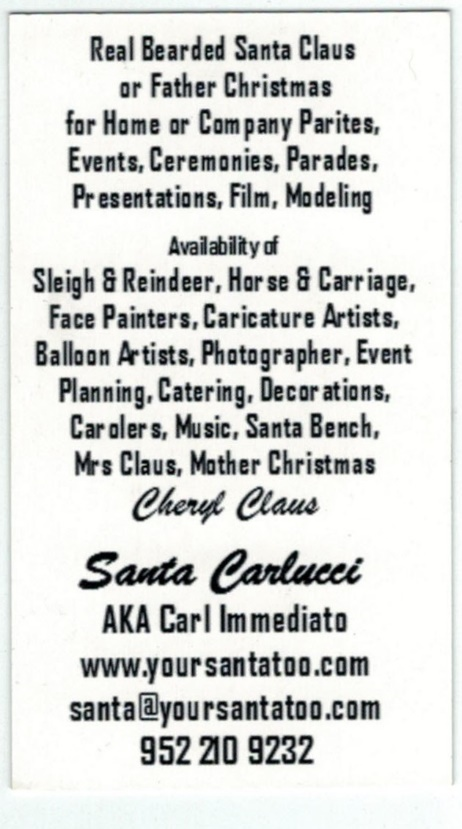 Real Bearded Santa Claus
or Father Christmas
for Home or Company Parites,
Events, Ceremonies, Parades,
Presentations, Film, Modeling
Availability of
Sleigh & Reindeer, Horse & Carriage,
Face Painters, Caricature Artists,
Balloon Artists, Photographer, Event
Planning, Catering, Decorations,
Carolers, Music, Santa Bench,
Mrs Claus, Mother Christmas
Cheryl Claus
Santa Carlucci
AKA Carl Immediato
www.yoursantatoo.com
santa@yoursantatoo.com
952 210 9232